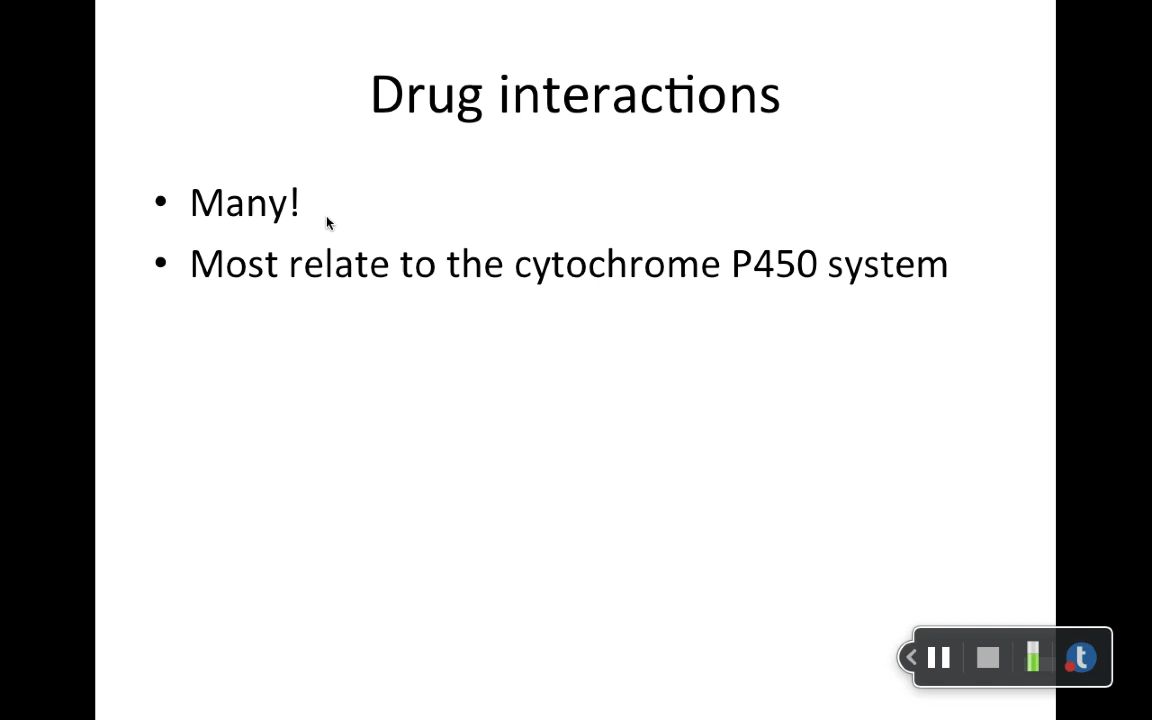 Drug interactions
• Many!
• Most relate to the cytochrome P450 system
t